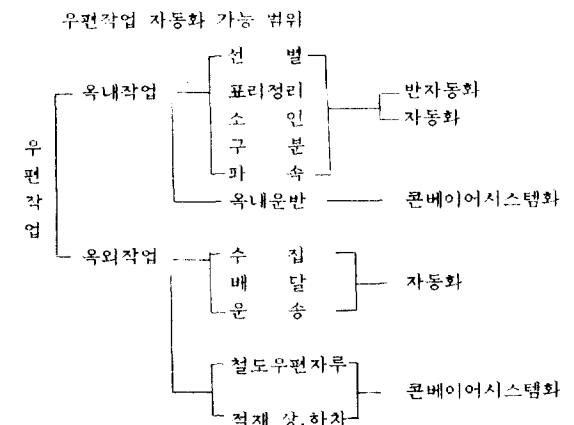 우편작업 자동화 가능 범위
선 별
옥내작업 표리정리 반자동화
소 인 자동화
구 분
파 속
옥내운반 콘베이어시스템화
우편작업
옥외작업 수 집
배 달 자동화
운 송
철도우편자루
콘베이어시스템화
적재 상,하차